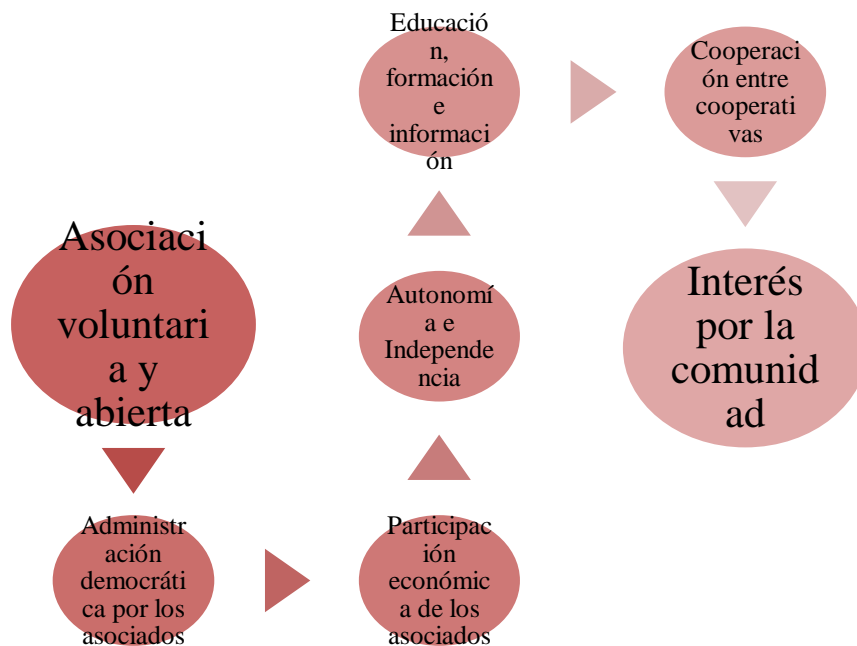 Asociaci
ón
voluntari
a y
abierta
Administr
ación
democráti
ca por los
asociados
Participac
ión
económic
a de los
asociados
Autonomí
a e
Independe
ncia
Educació
n,
formación
e
informaci
ón
Cooperaci
ón entre
cooperati
vas
Interés
por la
comunid
ad